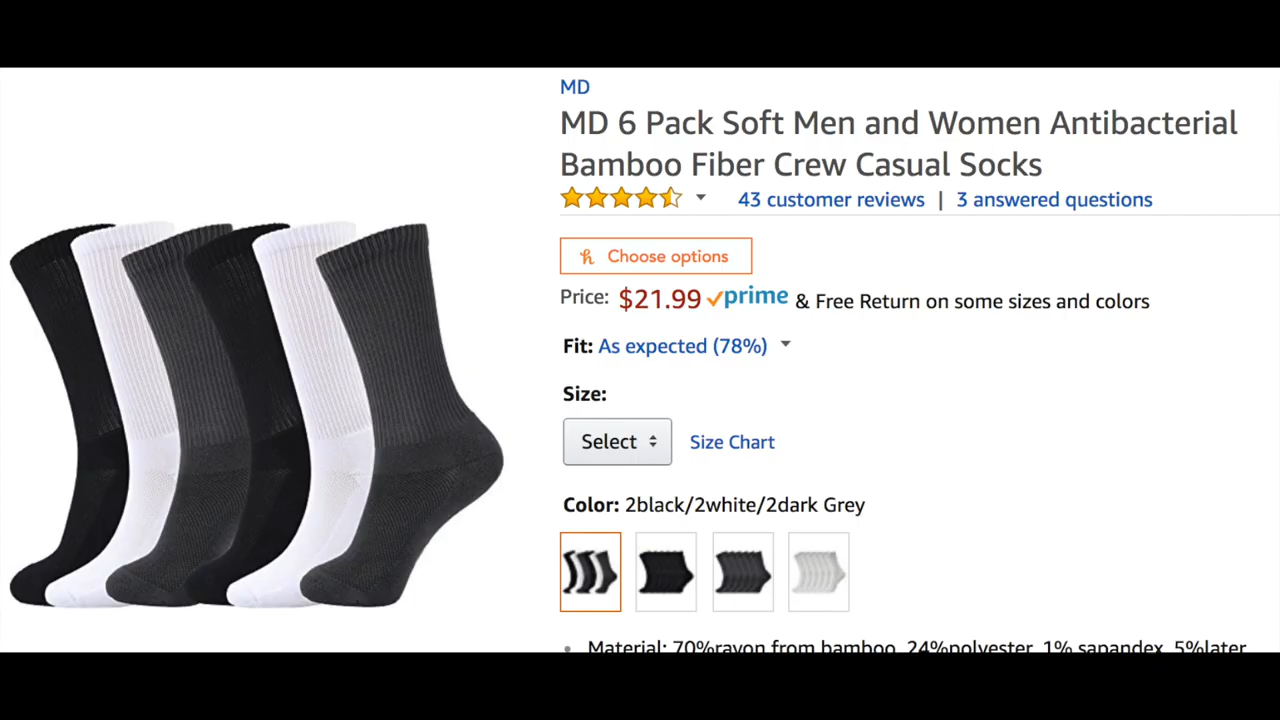 MD
MD 6 Pack Soft Men and Women Antibacterial
Bamboo Fiber Crew Casual Socks
43 customer reviews | 3 answered questions
Choose options
Price: $21.99 prime & Free Return on some sizes and colors
Fit: As expected (78%)
Size:
Select Size Chart
Color: 2black/2white/2dark Grey
Material: 70%rayon from bamboo, 24%polyester, 1% sapandex, 5%later